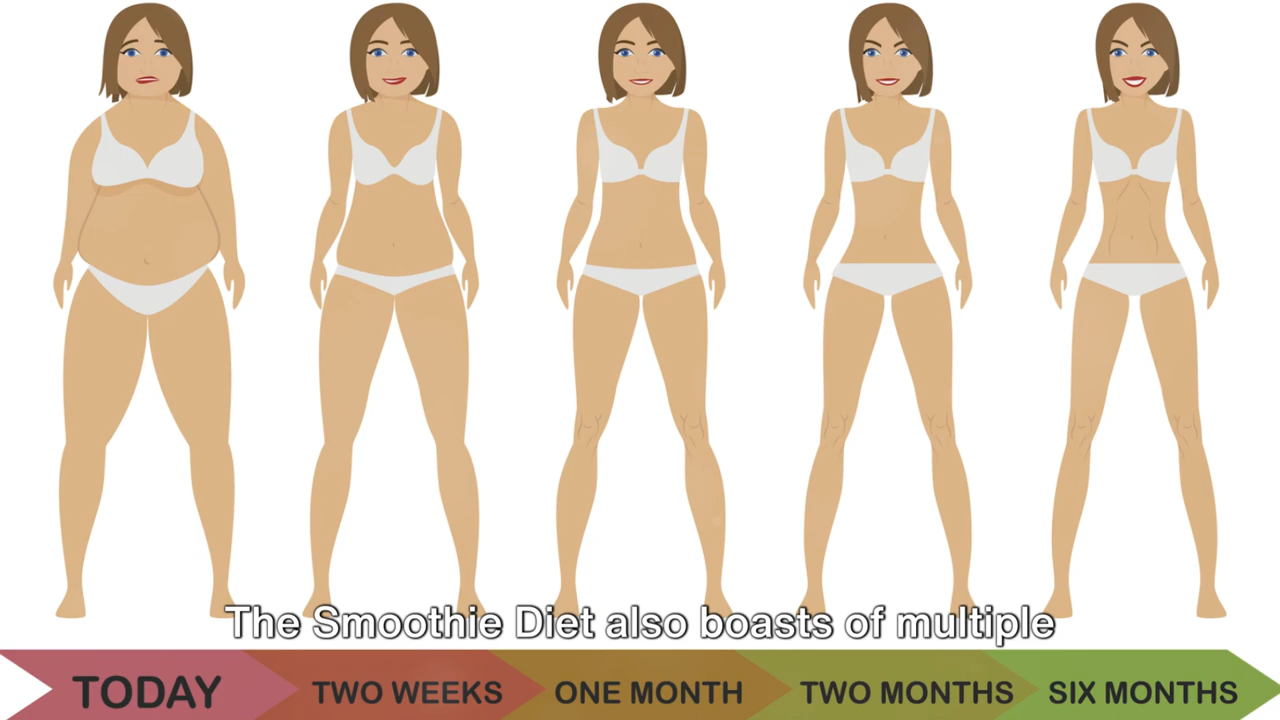 The Smoothie Diet also boasts of multiple
TODAY
TWO WEEKS
ONE MONTH
TWO MONTHS
SIX MONTHS